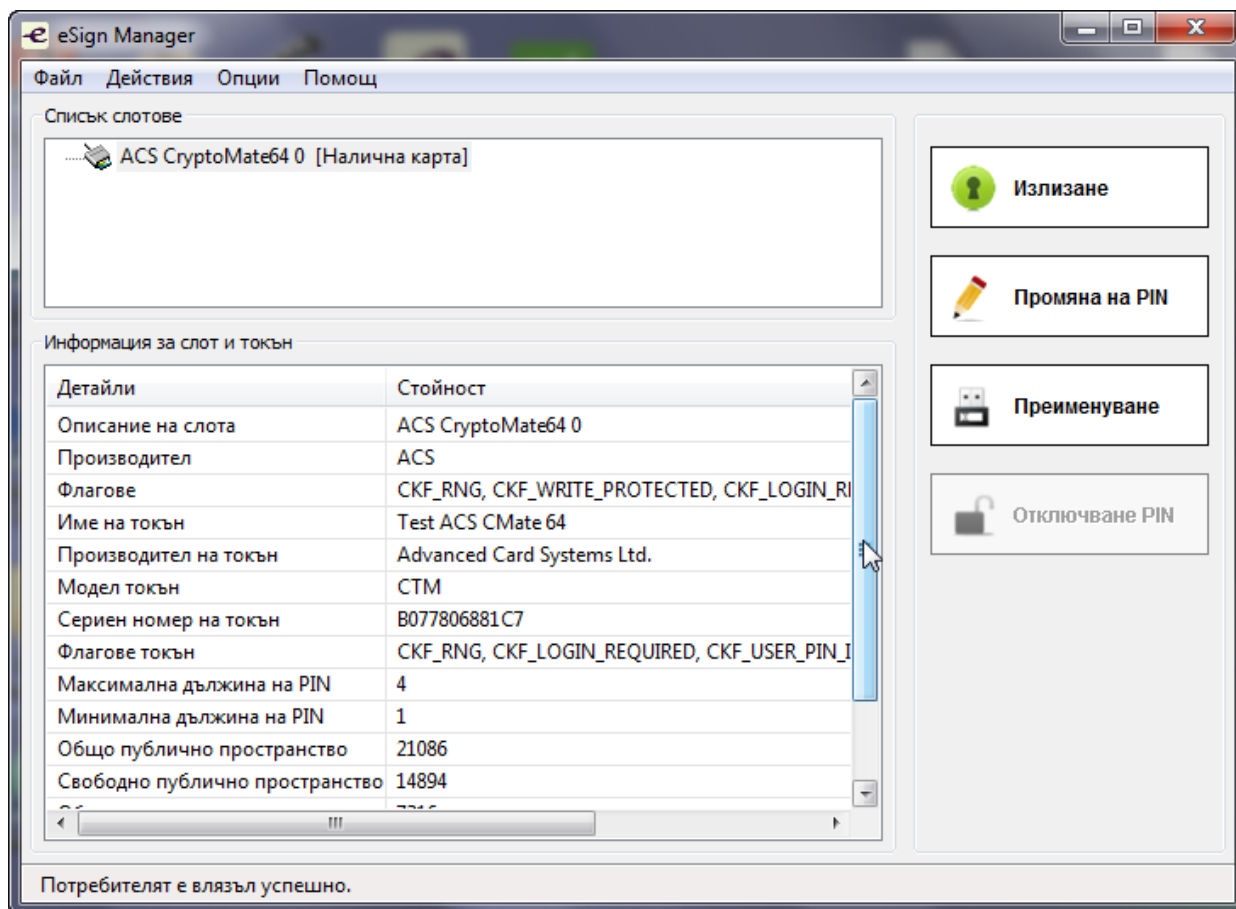 eSign Manager
Файл Действия Опции Помощ
Списък слотове
ACS CryptoMate64 0 [Налична карта]
Излизане
Промяна на PIN
Преименуване
Отключване PIN
Информация за слот и токън
Детайли Стойност
Описание на слота ACS CryptoMate64 0
Производител ACS
Флагове CKF_RNG, CKF_WRITE_PROTECTED, CKF_LOGIN_RI
Име на токън Test ACS CMate 64
Производител на токън Advanced Card Systems Ltd.
Модел токън CTM
Сериен номер на токън B077806881C7
Флагове токън CKF_RNG, CKF_LOGIN_REQUIRED, CKF_USER_PIN_I
Максимална дължина на PIN 4
Минимална дължина на PIN 1
Общо публично пространство 21086
Свободно публично пространство 14894
Потребителят е влязъл успешно.